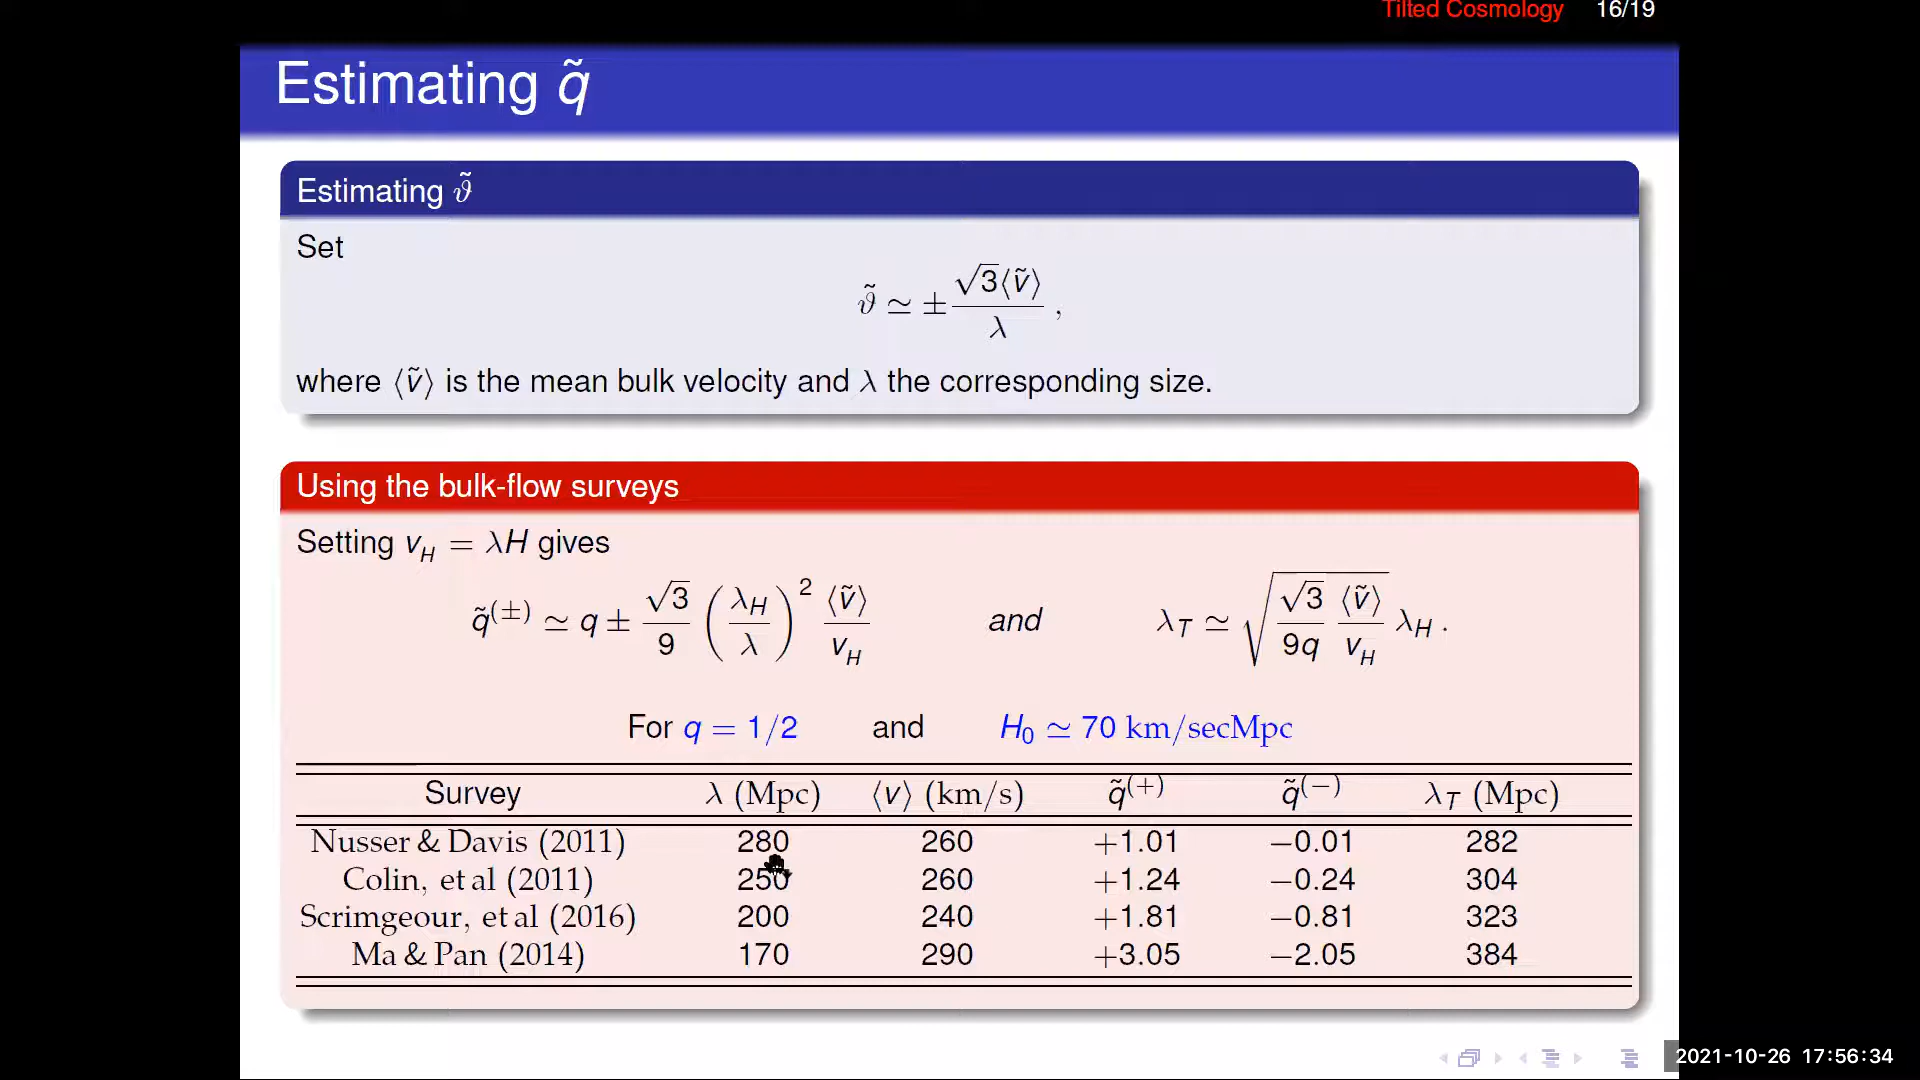 Tilted Cosmology 16/19
Estimating q̃
Estimating ϑ̃
Set
ϑ̃ ≃ ± √3⟨ṽ⟩ / λ ,
where ⟨ṽ⟩ is the mean bulk velocity and λ the corresponding size.
Using the bulk-flow surveys
Setting v_H = λH gives
q̃^(±) ≃ q ± (√3 / 9) (λ_H / λ)^2 (⟨ṽ⟩ / v_H) and λ_T ≃ √((√3 / 9q) (⟨ṽ⟩ / v_H)) λ_H .
For q = 1/2 and H_0 ≃ 70 km/secMpc
Survey λ (Mpc) ⟨v⟩ (km/s) q̃^(+) q̃^(−) λ_T (Mpc)
Nusser & Davis (2011) 280 260 +1.01 −0.01 282
Colin, et al (2011) 250 260 +1.24 −0.24 304
Scrimgeour, et al (2016) 200 240 +1.81 −0.81 323
Ma & Pan (2014) 170 290 +3.05 −2.05 384
2021-10-26 17:56:34